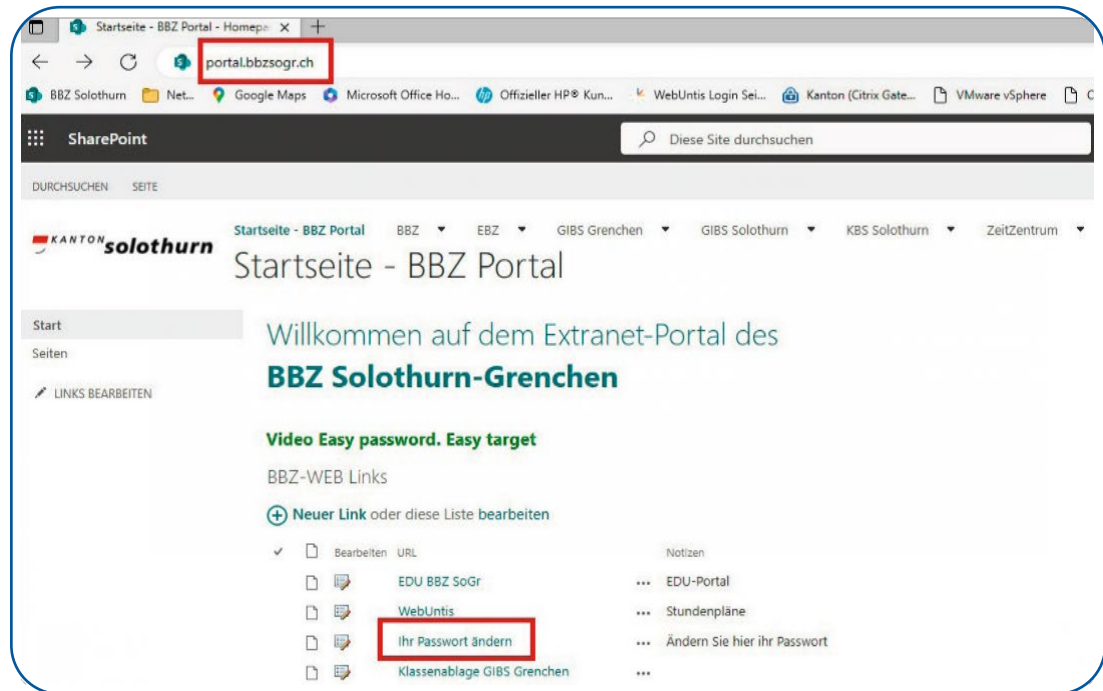 Startseite - BBZ Portal - Homepa
portal.bbzsogr.ch
BBZ Solothurn Net... Google Maps Microsoft Office Ho... Offizieller HP® Kun... WebUntis Login Sei... Kanton (Citrix Gate... VMware vSphere C
SharePoint Diese Site durchsuchen
DURCHSUCHEN SEITE
KANTON solothurn
Startseite - BBZ Portal BBZ EBZ GIBS Grenchen GIBS Solothurn KBS Solothurn ZeitZentrum
Startseite - BBZ Portal
Start
Seiten
LINKS BEARBEITEN
Willkommen auf dem Extranet-Portal des
BBZ Solothurn-Grenchen
Video Easy password. Easy target
BBZ-WEB Links
Neuer Link oder diese Liste bearbeiten
Bearbeiten URL Notizen
EDU BBZ SoGr ... EDU-Portal
WebUntis ... Stundenpläne
Ihr Passwort ändern ... Ändern Sie hier ihr Passwort
Klassenablage GIBS Grenchen ...